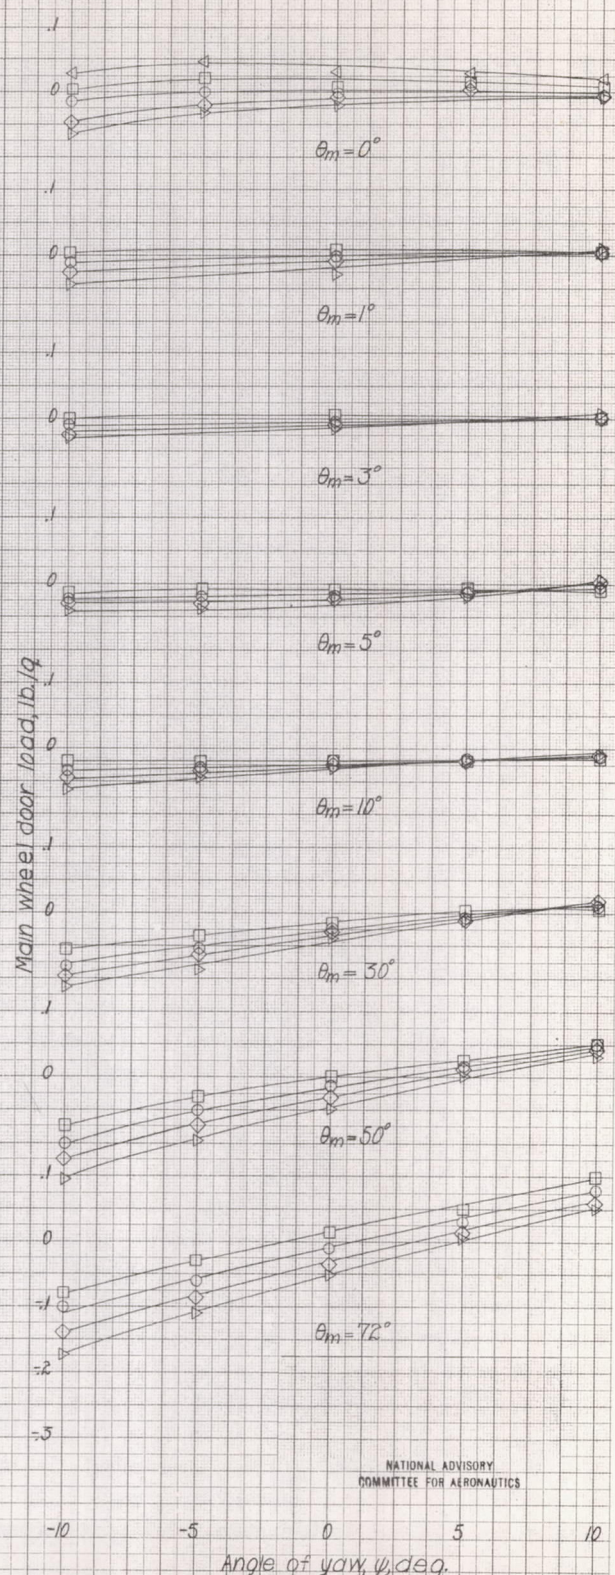 .1
0
θm=0°
.1
0
θm=1°
.1
0
θm=3°
.1
0
θm=5°
.1
0
θm=10°
.1
0
θm=30°
.1
0
θm=50°
.1
0
-.1
θm=72°
-.2
-.3
Main wheel door load, lb./q
NATIONAL ADVISORY
COMMITTEE FOR AERONAUTICS
-10 -5 0 5 10
Angle of yaw, ψ, deg.